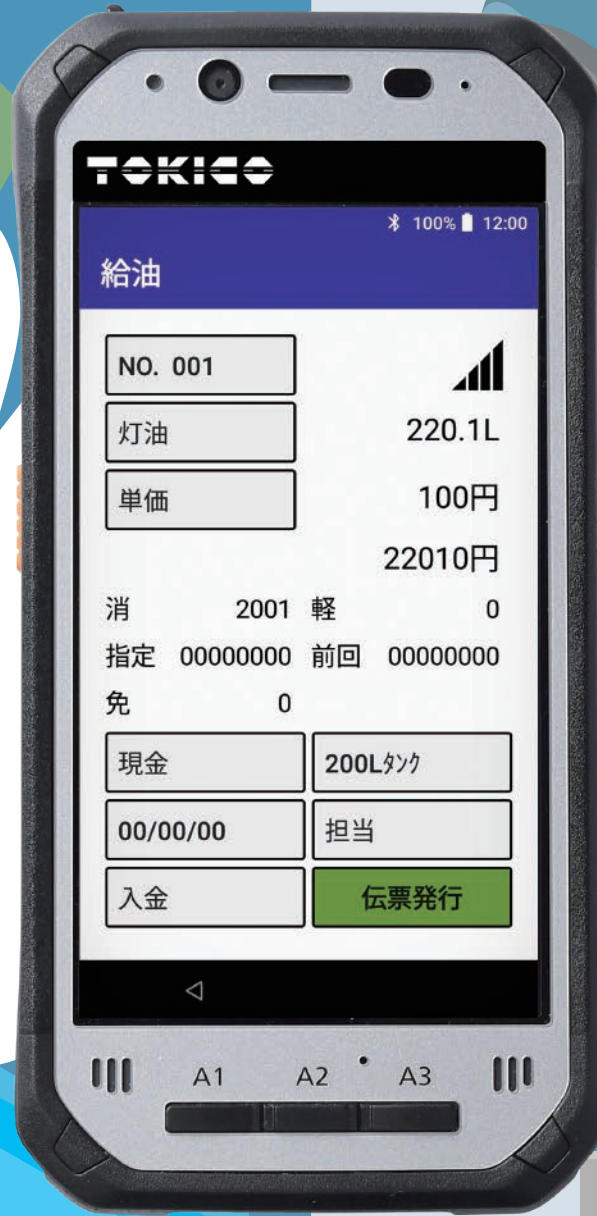 TOKICO
100% 12:00
給油
NO. 001
灯油 220.1L
単価 100円
22010円
消 2001 軽 0
指定 00000000 前回 00000000
免 0
現金 200Lﾀﾝｸ
00/00/00 担当
入金 伝票発行
A1 A2 A3